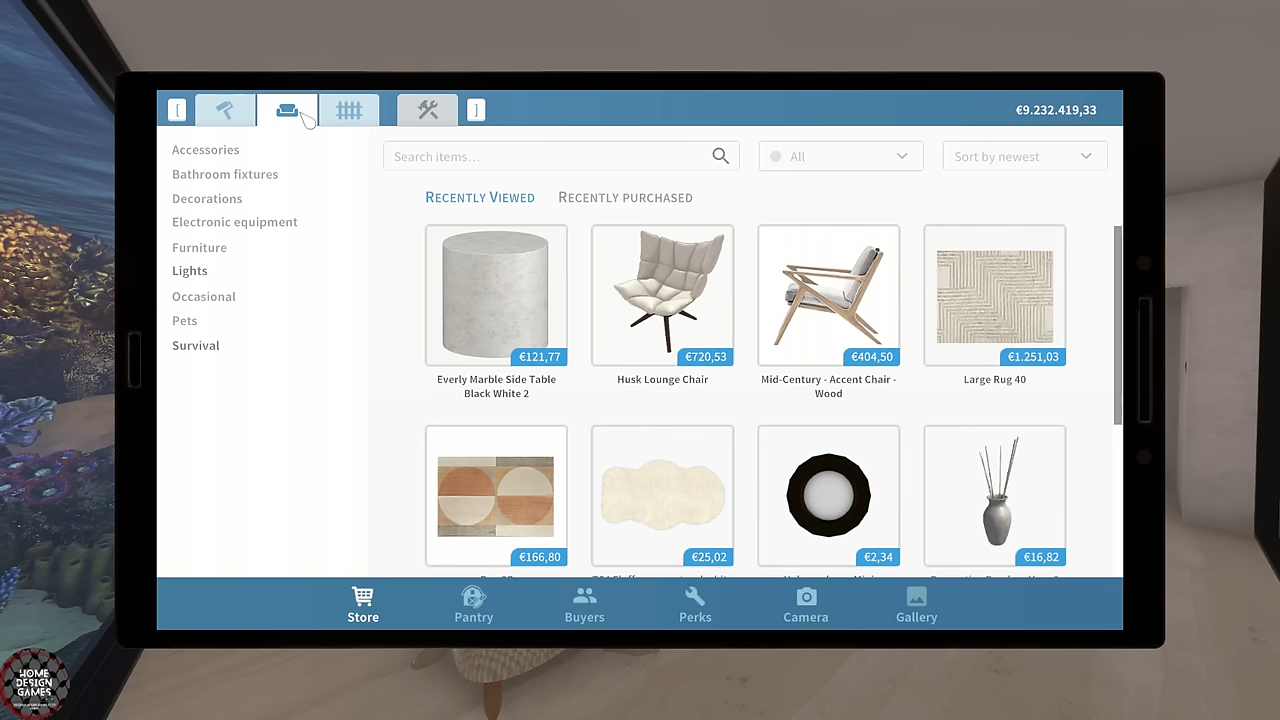 [
]
€9.232.419,33
Accessories
Bathroom fixtures
Decorations
Electronic equipment
Furniture
Lights
Occasional
Pets
Survival
Search items...
All
Sort by newest
RECENTLY VIEWED
RECENTLY PURCHASED
€121,77
Everly Marble Side Table
Black White 2
€720,53
Husk Lounge Chair
€404,50
Mid-Century - Accent Chair -
Wood
€1.251,03
Large Rug 40
€166,80
€25,02
€2,34
€16,82
Store
Pantry
Buyers
Perks
Camera
Gallery
HOME
DESIGN
GAMES